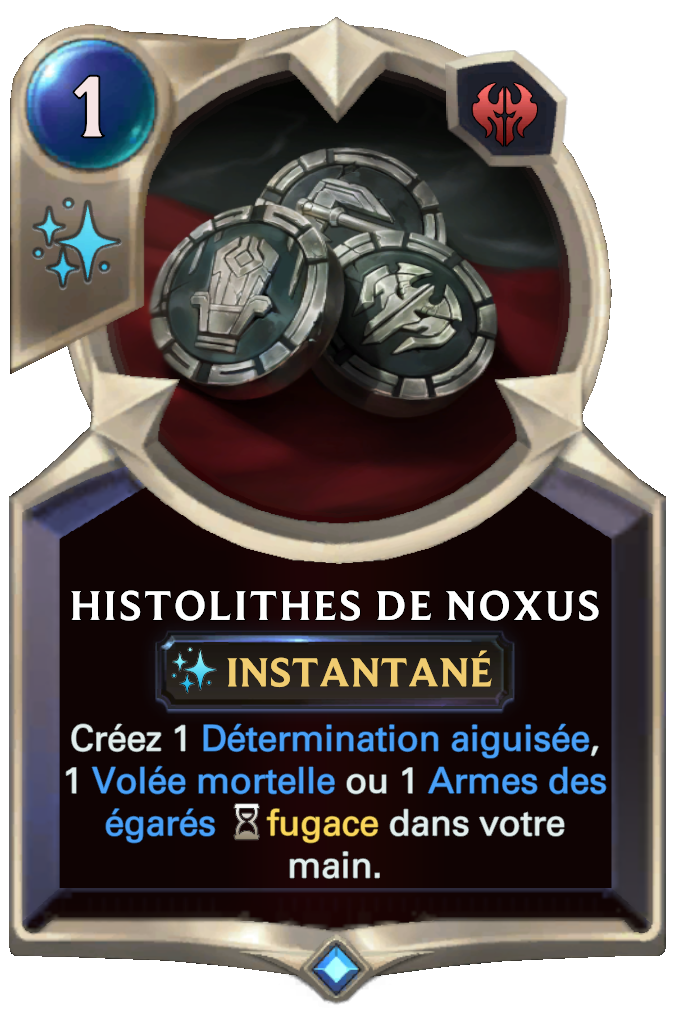 1
HISTOLITHES DE NOXUS
INSTANTANÉ
Créez 1 Détermination aiguisée,
1 Volée mortelle ou 1 Armes des
égarés fugace dans votre
main.